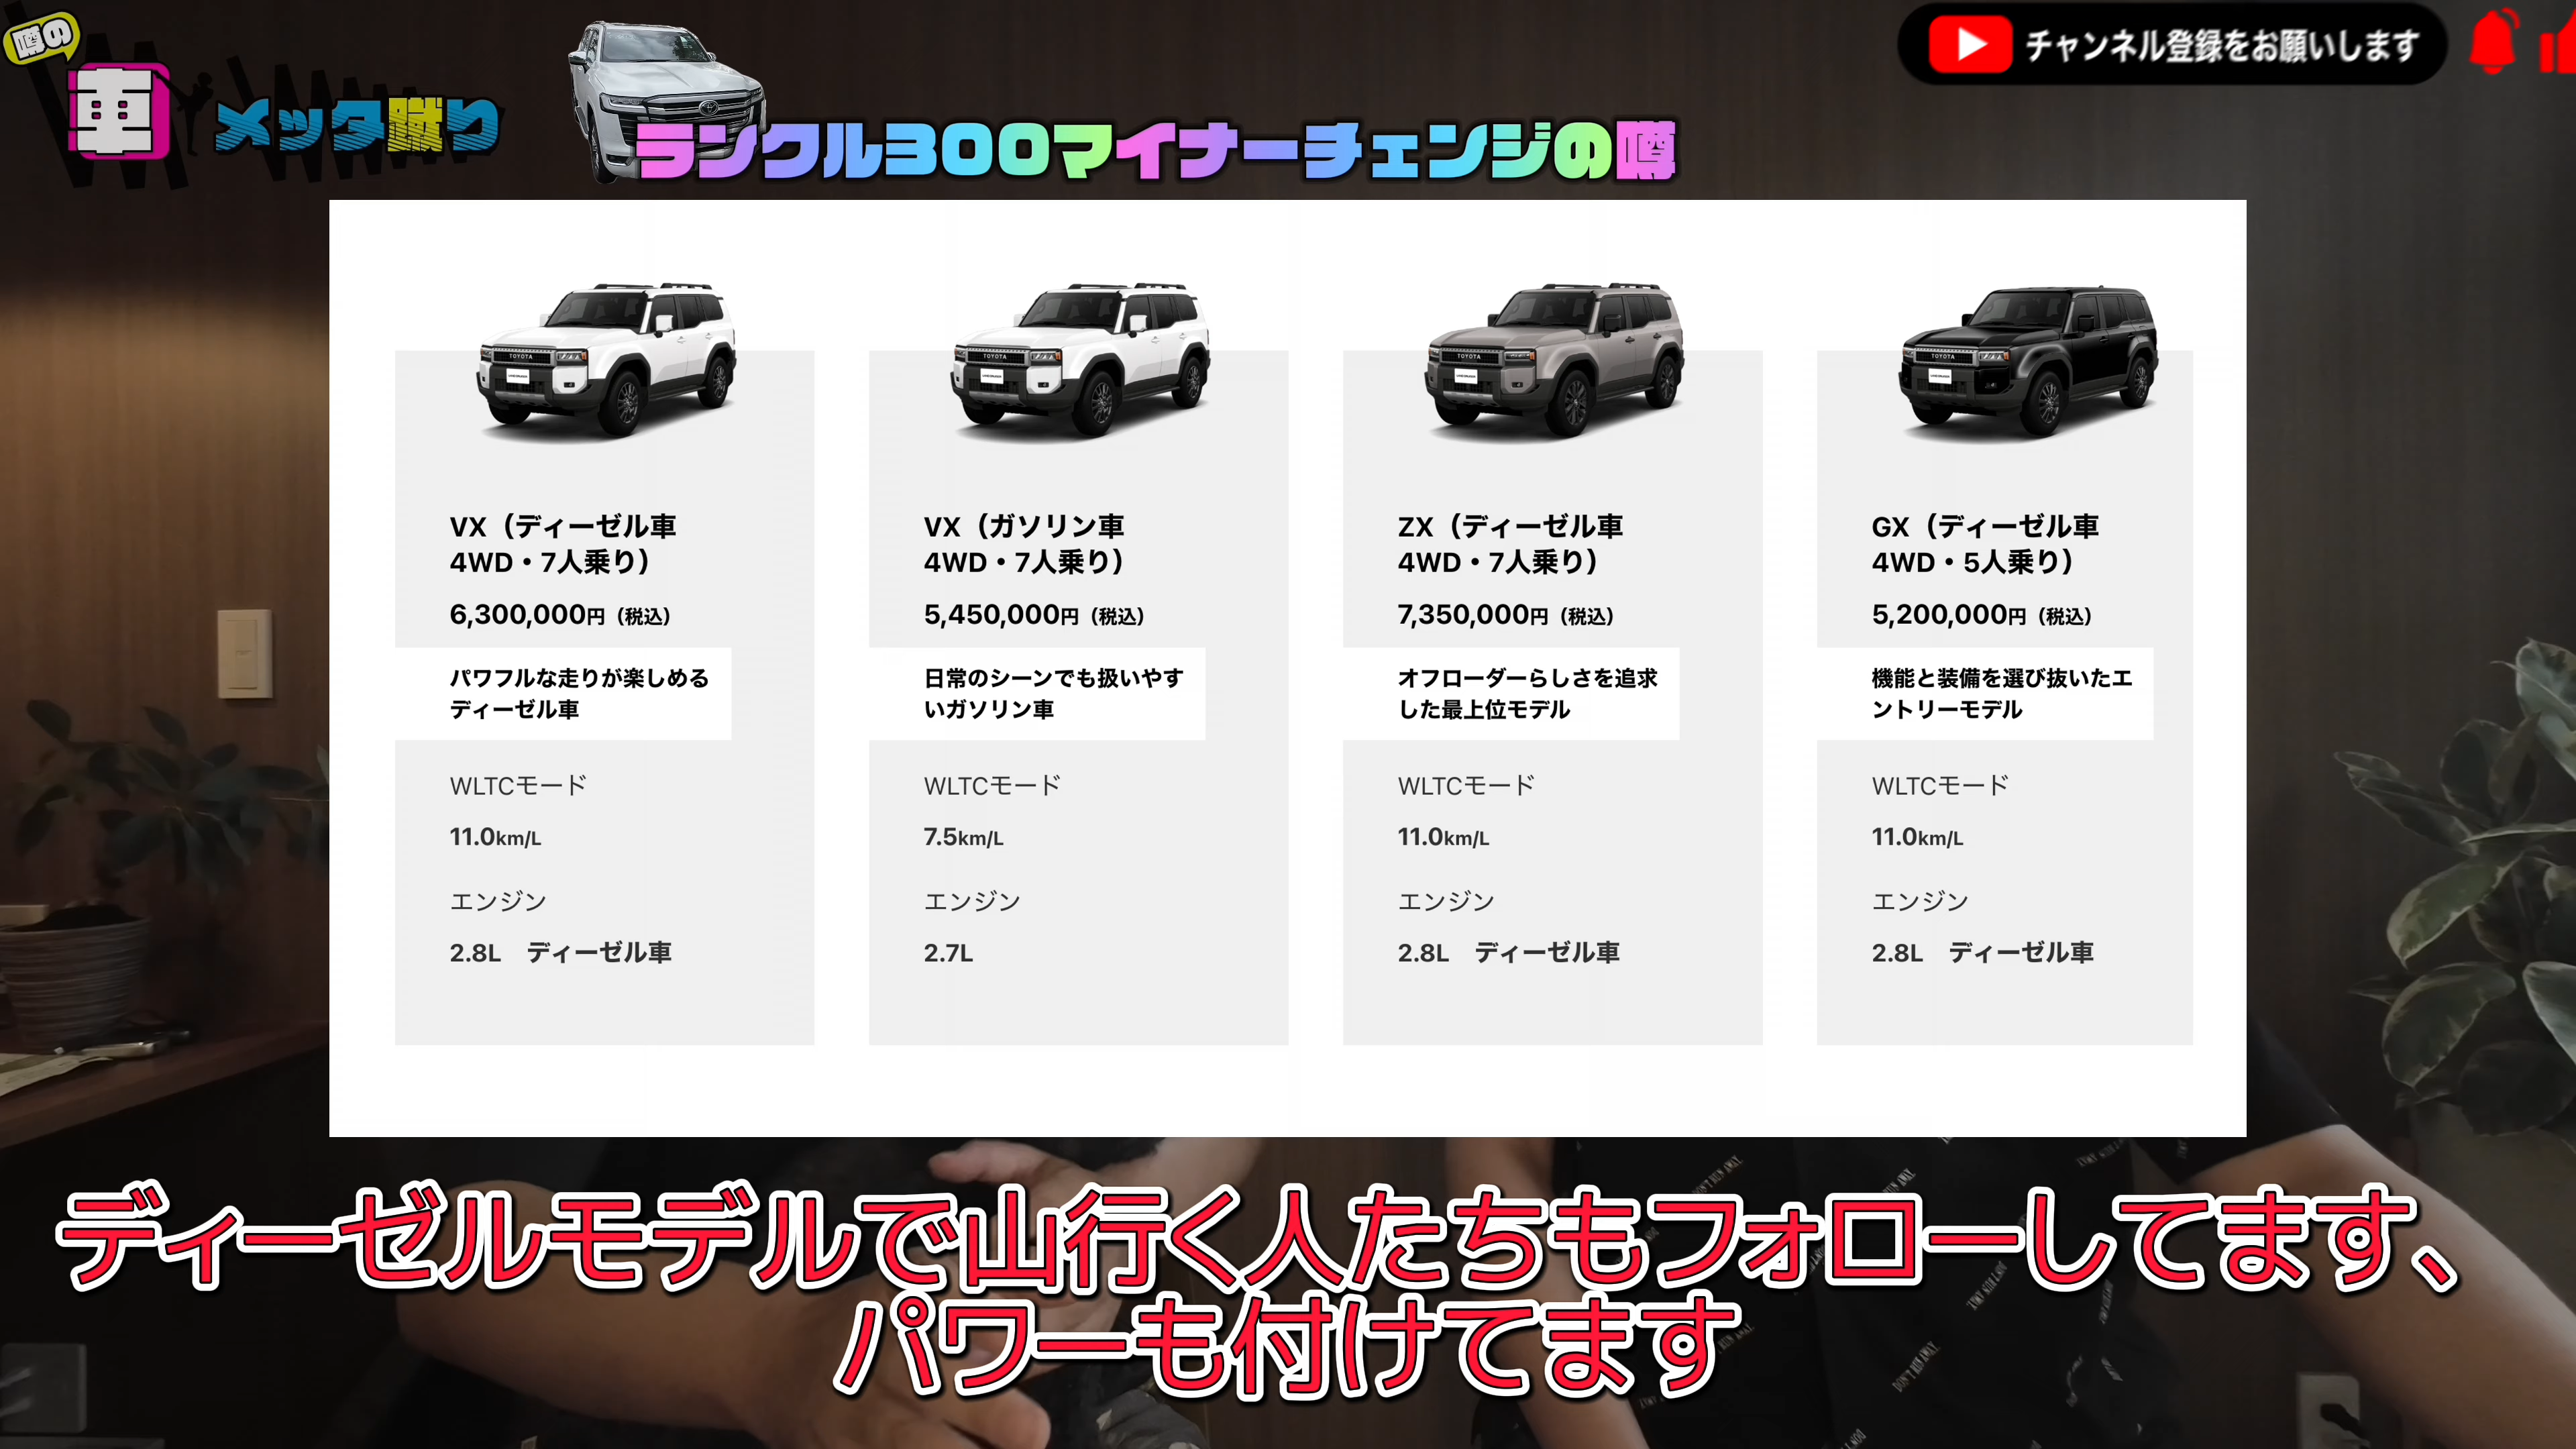 噂の
車
メッタ蹴り
ランクル300マイナーチェンジの噂
チャンネル登録をお願いします
VX（ディーゼル車
4WD・7人乗り）
6,300,000円（税込）
パワフルな走りが楽しめる
ディーゼル車
WLTCモード
11.0km/L
エンジン
2.8L　ディーゼル車
VX（ガソリン車
4WD・7人乗り）
5,450,000円（税込）
日常のシーンでも扱いやす
いガソリン車
WLTCモード
7.5km/L
エンジン
2.7L
ZX（ディーゼル車
4WD・7人乗り）
7,350,000円（税込）
オフローダーらしさを追求
した最上位モデル
WLTCモード
11.0km/L
エンジン
2.8L　ディーゼル車
GX（ディーゼル車
4WD・5人乗り）
5,200,000円（税込）
機能と装備を選び抜いたエ
ントリーモデル
WLTCモード
11.0km/L
エンジン
2.8L　ディーゼル車
ディーゼルモデルで山行く人たちもフォローしてます、
パワーも付けてます